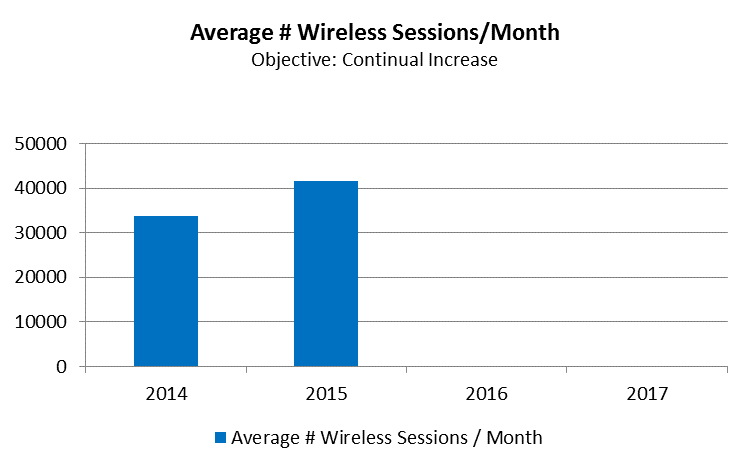 Average # Wireless Sessions/Month
Objective: Continual Increase
50000
40000
30000
20000
10000
0
2014 2015 2016 2017
Average # Wireless Sessions / Month